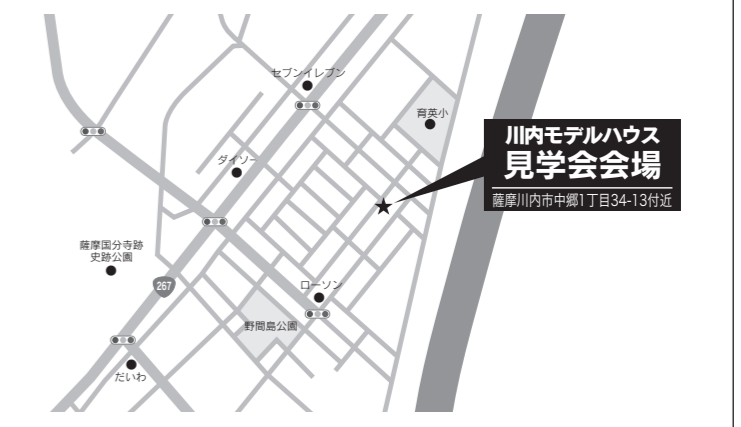 セブンイレブン
育英小
川内モデルハウス
見学会会場
薩摩川内市中郷1丁目34-13付近
ダイソー
薩摩国分寺跡
史跡公園
267
ローソン
野間島公園
だいわ